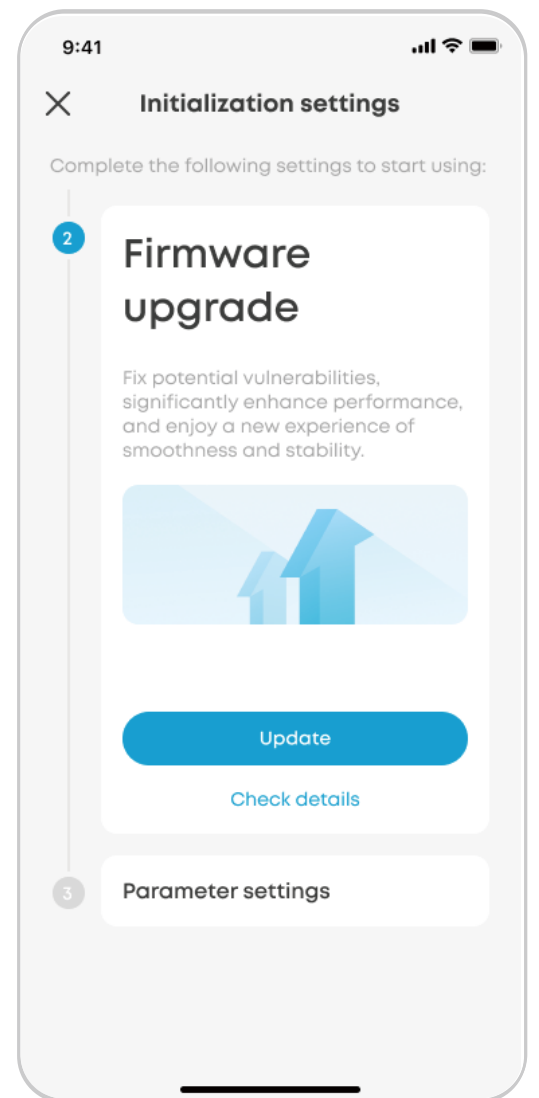 9:41
Initialization settings
Complete the following settings to start using:
2
Firmware
upgrade
Fix potential vulnerabilities,
significantly enhance performance,
and enjoy a new experience of
smoothness and stability.
Update
Check details
3
Parameter settings